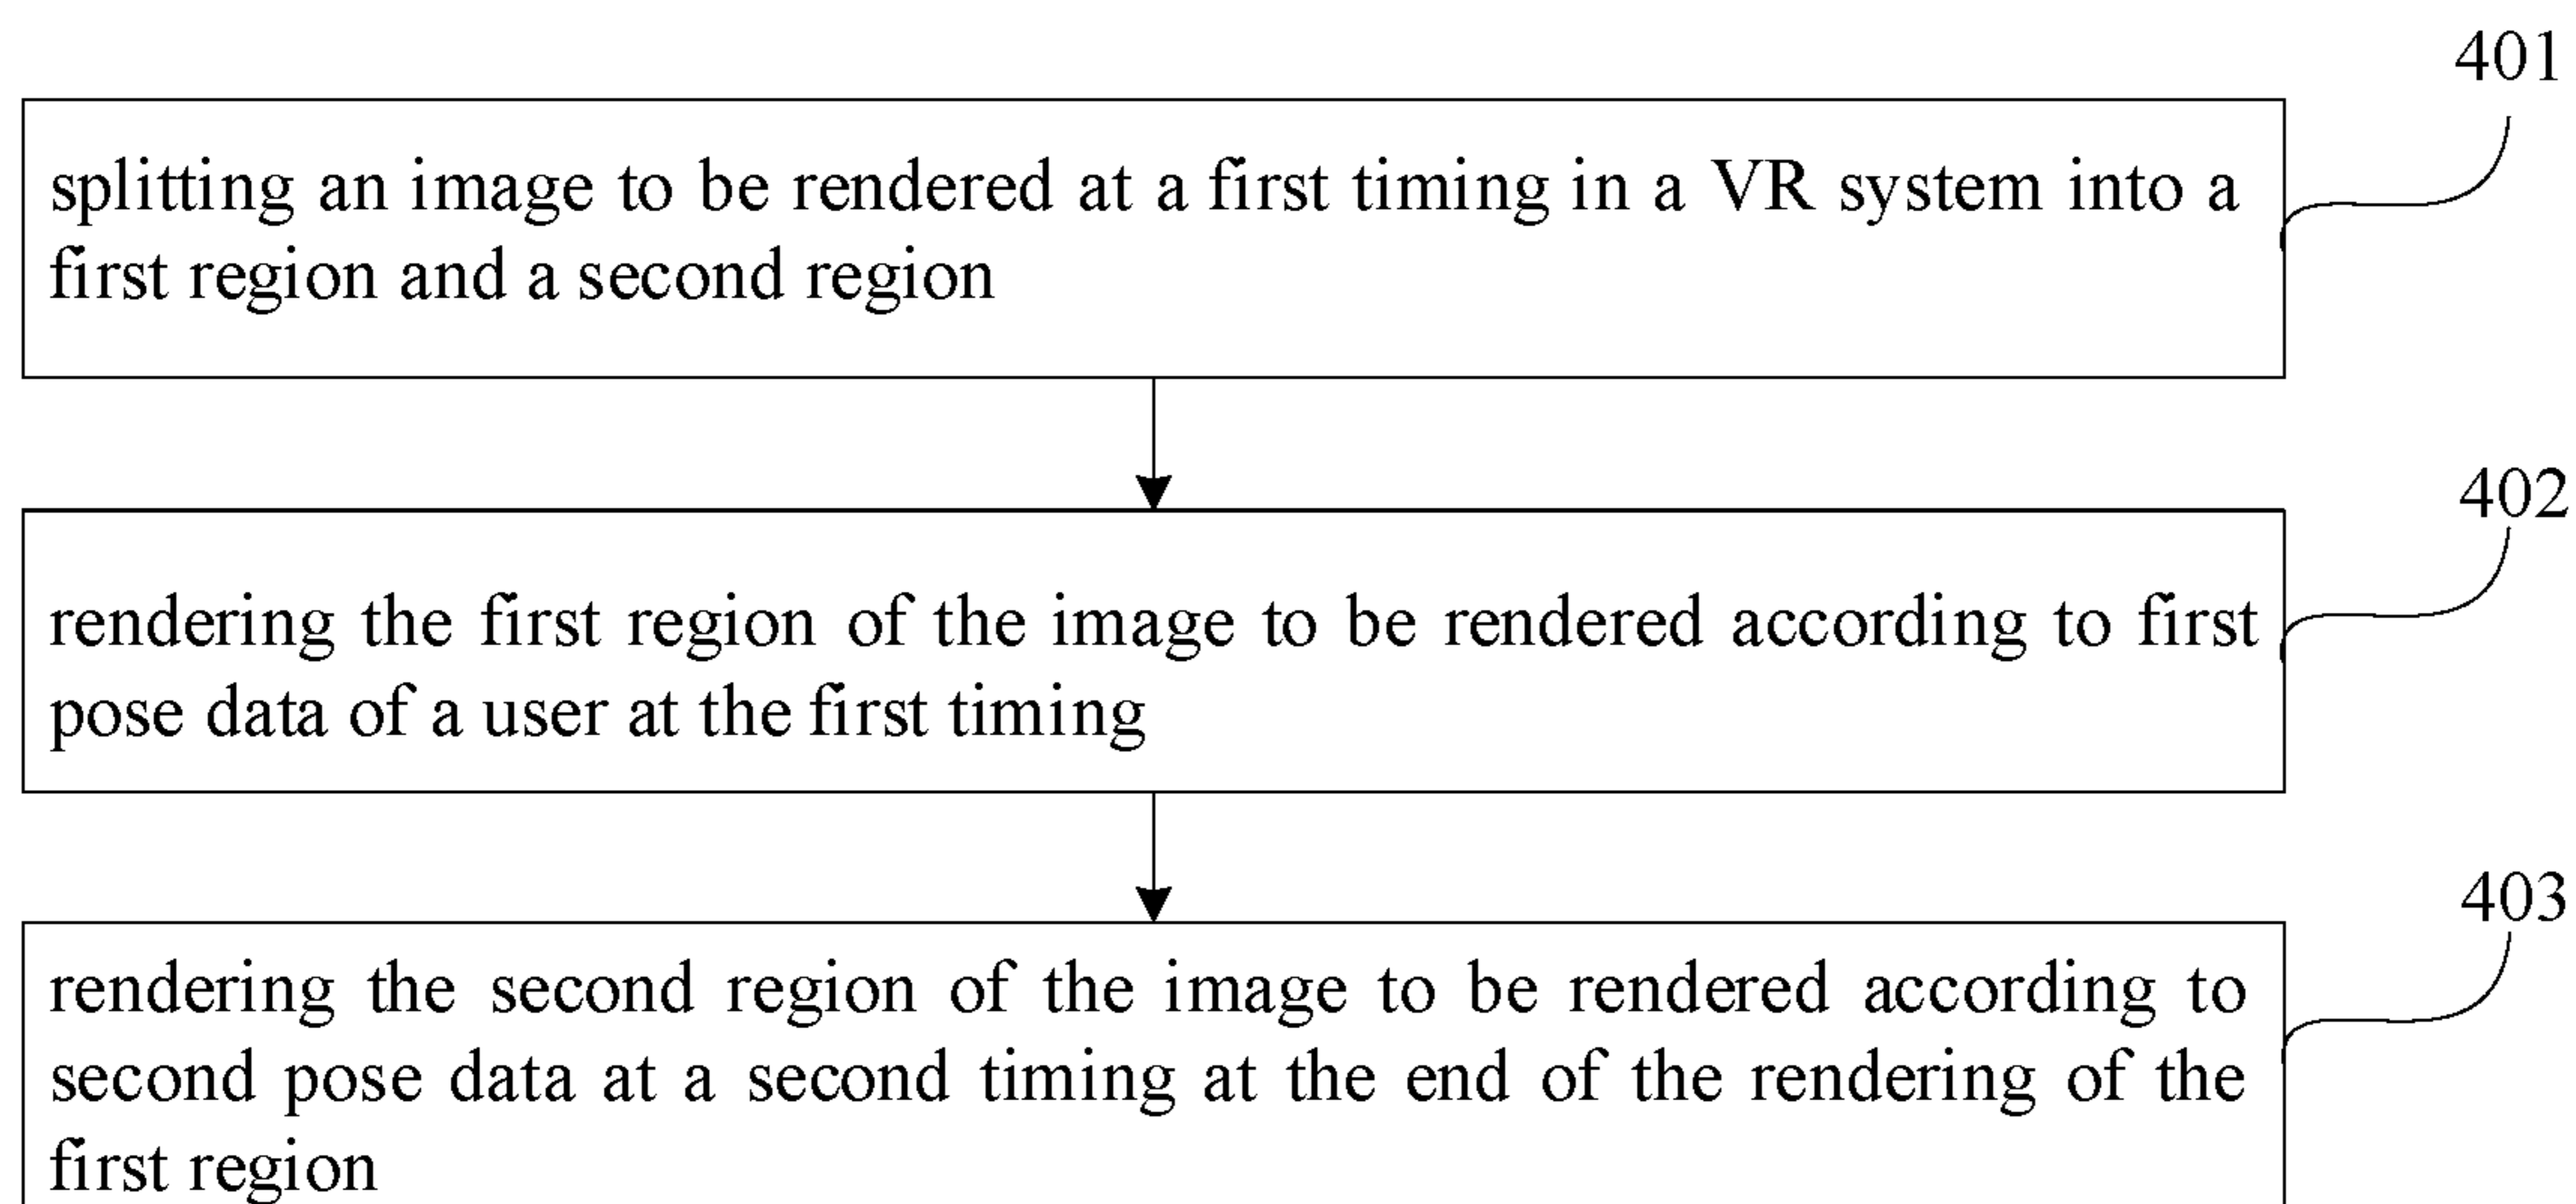 401
splitting an image to be rendered at a first timing in a VR system into a
first region and a second region
402
rendering the first region of the image to be rendered according to first
pose data of a user at the first timing
403
rendering the second region of the image to be rendered according to
second pose data at a second timing at the end of the rendering of the
first region